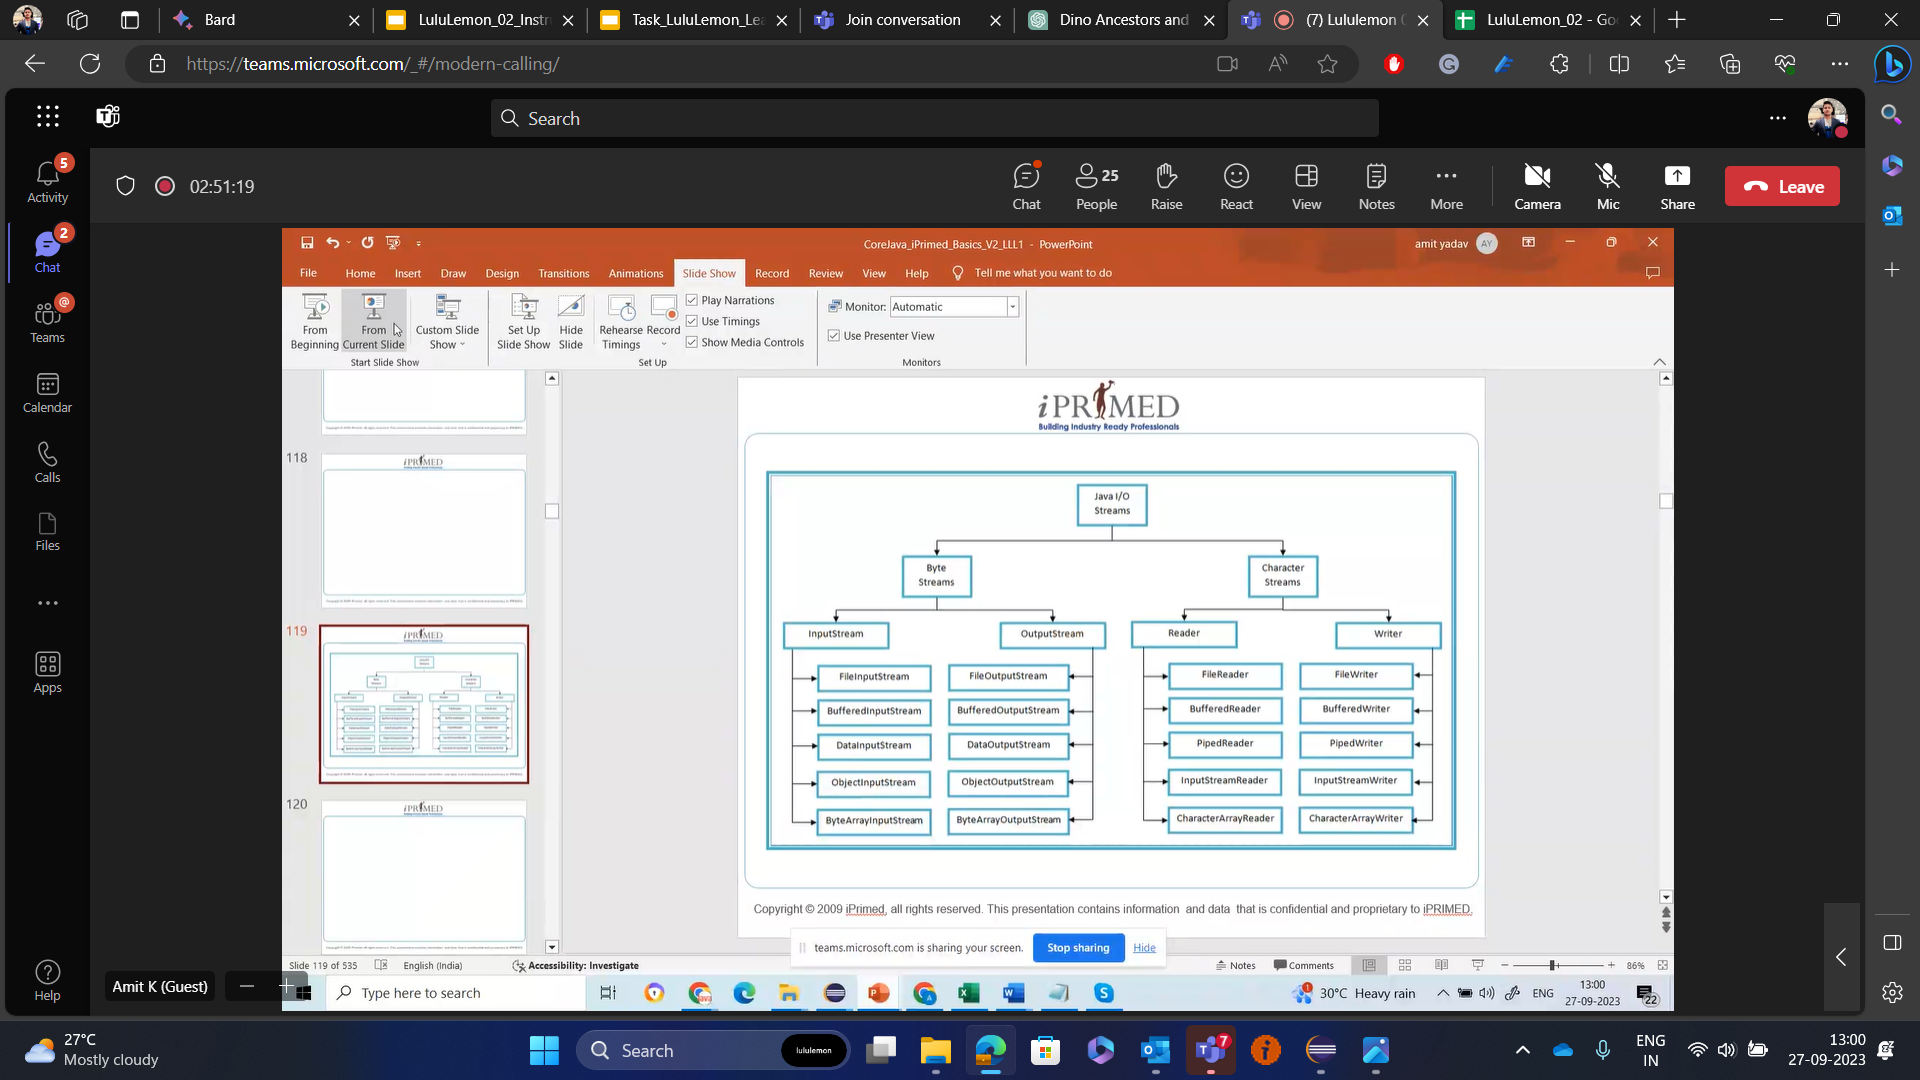 Bard
LuluLemon_02_Instr
Task_LuluLemon_Lea
Join conversation
Dino Ancestors and
(7) Lululemon
LuluLemon_02 - Goo
https://teams.microsoft.com/_#/modern-calling/
Search
02:51:19
Chat
People 25
Raise
React
View
Notes
More
Camera
Mic
Share
Leave
5
Activity
2
Chat
@
Teams
Calendar
Calls
Files
Apps
Help
CoreJava_iPrimed_Basics_V2_LLL1 - PowerPoint
amit yadav AY
File Home Insert Draw Design Transitions Animations Slide Show Record Review View Help Tell me what you want to do
From Beginning
From Current Slide
Custom Slide Show
Start Slide Show
Set Up Slide Show
Hide Slide
Rehearse Timings
Record
Play Narrations
Use Timings
Show Media Controls
Set Up
Monitor: Automatic
Use Presenter View
Monitors
118
iPRIMED
119
iPRIMED
120
iPRIMED
iPRIMED
Building Industry Ready Professionals
Java I/O
Streams
Byte
Streams
Character
Streams
InputStream
OutputStream
Reader
Writer
FileInputStream
FileOutputStream
FileReader
FileWriter
BufferedInputStream
BufferedOutputStream
BufferedReader
BufferedWriter
DataInputStream
DataOutputStream
PipedReader
PipedWriter
ObjectInputStream
ObjectOutputStream
InputStreamReader
InputStreamWriter
ByteArrayInputStream
ByteArrayOutputStream
CharacterArrayReader
CharacterArrayWriter
Copyright © 2009 iPrimed, all rights reserved. This presentation contains information and data that is confidential and proprietary to iPRIMED.
teams.microsoft.com is sharing your screen. Stop sharing Hide
Slide 119 of 535 English (India) Accessibility: Investigate Notes Comments 86%
Amit K (Guest)
Type here to search
1
30°C Heavy rain
ENG
13:00
27-09-2023
22
27°C
Mostly cloudy
Search
lululemon
7
ENG
IN
13:00
27-09-2023